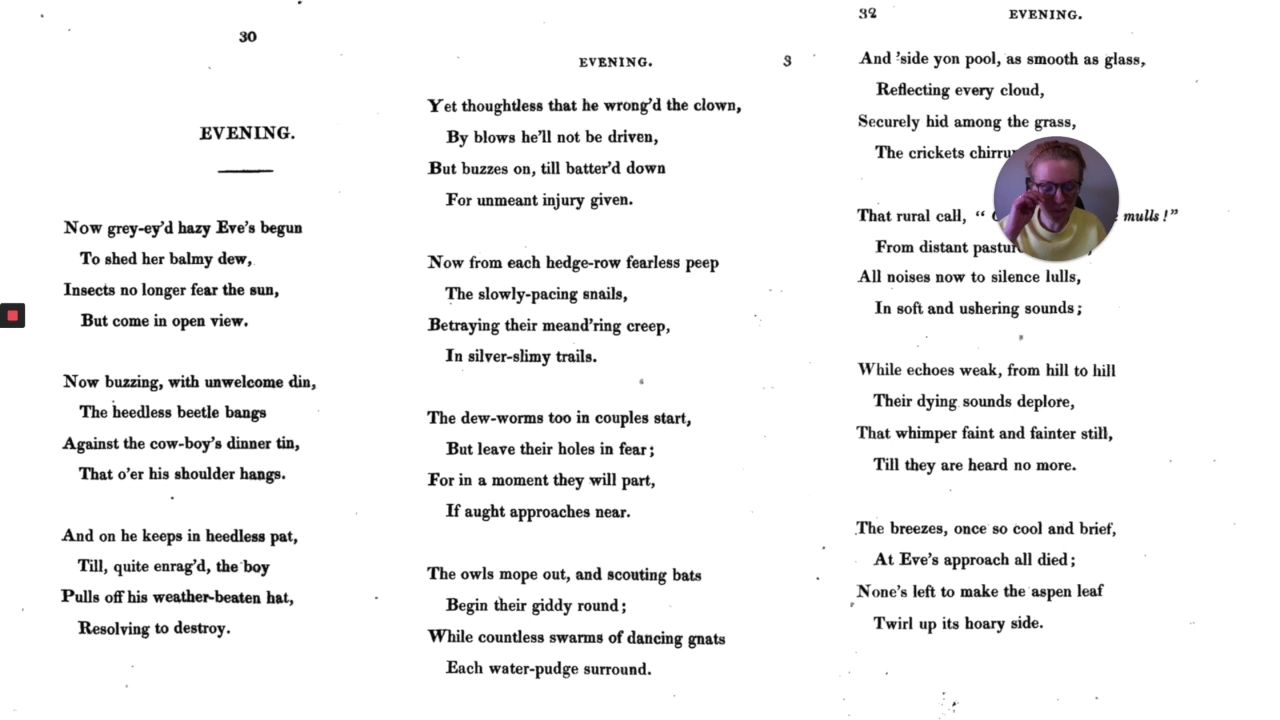 30
EVENING.
Now grey-ey'd hazy Eve's begun
To shed her balmy dew,
Insects no longer fear the sun,
But come in open view.
Now buzzing, with unwelcome din,
The heedless beetle bangs
Against the cow-boy's dinner tin,
That o'er his shoulder hangs.
And on he keeps in heedless pat,
Till, quite enrag'd, the boy
Pulls off his weather-beaten hat,
Resolving to destroy.
EVENING. 3
Yet thoughtless that he wrong'd the clown,
By blows he'll not be driven,
But buzzes on, till batter'd down
For unmeant injury given.
Now from each hedge-row fearless peep
The slowly-pacing snails,
Betraying their meand'ring creep,
In silver-slimy trails.
The dew-worms too in couples start,
But leave their holes in fear;
For in a moment they will part,
If aught approaches near.
The owls mope out, and scouting bats
Begin their giddy round;
While countless swarms of dancing gnats
Each water-pudge surround.
32 EVENING.
And 'side yon pool, as smooth as glass,
Reflecting every cloud,
Securely hid among the grass,
The crickets
That rural call, " mulls!"
From distant
All noises now to silence lulls,
In soft and ushering sounds;
While echoes weak, from hill to hill
Their dying sounds deplore,
That whimper faint and fainter still,
Till they are heard no more.
The breezes, once so cool and brief,
At Eve's approach all died;
None's left to make the aspen leaf
Twirl up its hoary side.